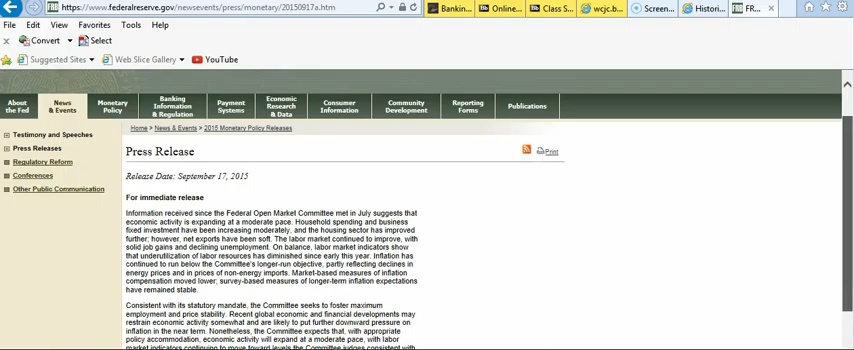 https://www.federalreserve.gov/newsevents/press/monetary/20150917a.htm
Bankin...
Online...
Class S...
wcjc.b...
Screen...
Histori...
FR...
File Edit View Favorites Tools Help
Convert Select
Suggested Sites Web Slice Gallery YouTube
About
the Fed
News
& Events
Monetary
Policy
Banking
Information
& Regulation
Payment
Systems
Economic
Research
& Data
Consumer
Information
Community
Development
Reporting
Forms
Publications
Testimony and Speeches
Press Releases
Regulatory Reform
Conferences
Other Public Communication
Home > News & Events > 2015 Monetary Policy Releases
Press Release
Print
Release Date: September 17, 2015
For immediate release
Information received since the Federal Open Market Committee met in July suggests that
economic activity is expanding at a moderate pace. Household spending and business
fixed investment have been increasing moderately, and the housing sector has improved
further; however, net exports have been soft. The labor market continued to improve, with
solid job gains and declining unemployment. On balance, labor market indicators show
that underutilization of labor resources has diminished since early this year. Inflation has
continued to run below the Committee's longer-run objective, partly reflecting declines in
energy prices and in prices of non-energy imports. Market-based measures of inflation
compensation moved lower; survey-based measures of longer-term inflation expectations
have remained stable.
Consistent with its statutory mandate, the Committee seeks to foster maximum
employment and price stability. Recent global economic and financial developments may
restrain economic activity somewhat and are likely to put further downward pressure on
inflation in the near term. Nonetheless, the Committee expects that, with appropriate
policy accommodation, economic activity will expand at a moderate pace, with labor
market indicators continuing to move toward levels the Committee judges consistent with